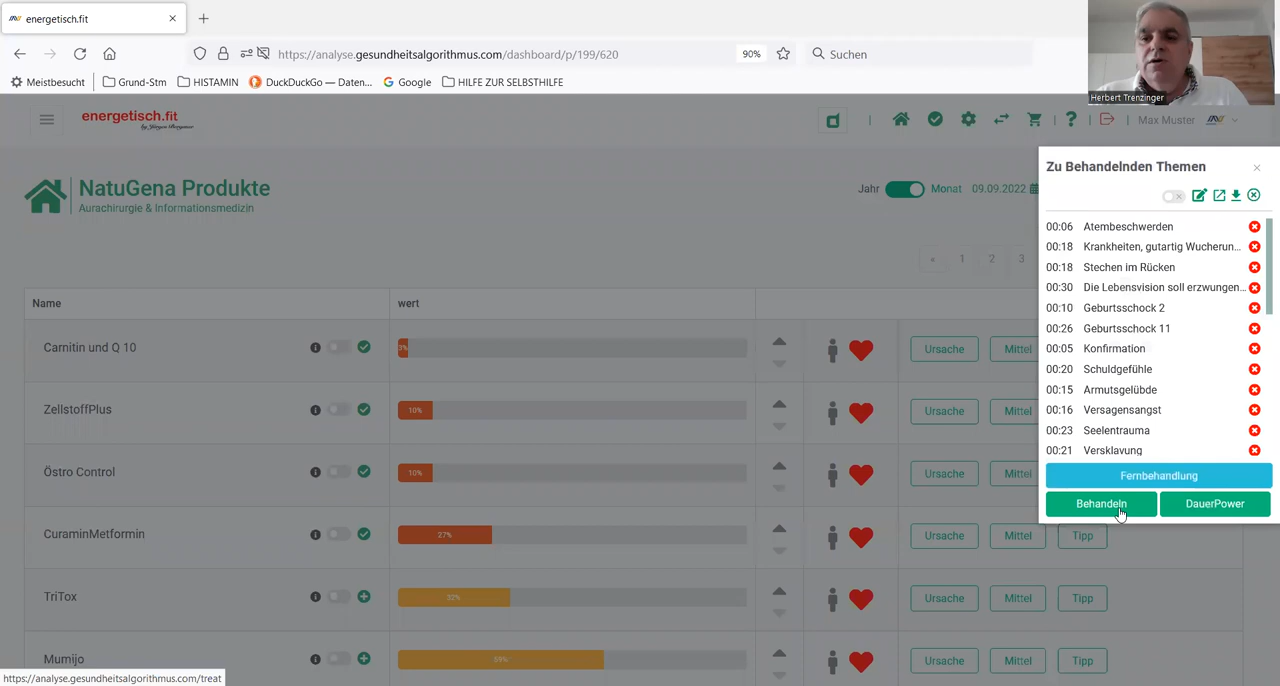 energetisch.fit
https://analyse.gesundheitsalgorithmus.com/dashboard/p/199/620
90%
Suchen
Meistbesucht
Grund-Stm
HISTAMIN
DuckDuckGo — Daten...
Google
HILFE ZUR SELBSTHILFE
Herbert Trenzinger
energetisch.fit
Max Muster
NatuGena Produkte
Aurachirurgie & Informationsmedizin
Jahr
Monat
09.09.2022
« 1 2 3
Name
wert
Carnitin und Q 10
3%
Ursache
Mittel
ZellstoffPlus
10%
Ursache
Mittel
Östro Control
10%
Ursache
Mittel
CuraminMetformin
27%
Ursache
Mittel
Tipp
TriTox
32%
Ursache
Mittel
Tipp
Mumijo
59%
Ursache
Mittel
Tipp
Zu Behandelnden Themen
00:06 Atembeschwerden
00:18 Krankheiten, gutartig Wucherun...
00:18 Stechen im Rücken
00:30 Die Lebensvision soll erzwungen...
00:10 Geburtsschock 2
00:26 Geburtsschock 11
00:05 Konfirmation
00:20 Schuldgefühle
00:15 Armutsgelübde
00:16 Versagensangst
00:23 Seelentrauma
00:21 Versklavung
Fernbehandlung
Behandeln
DauerPower
https://analyse.gesundheitsalgorithmus.com/treat